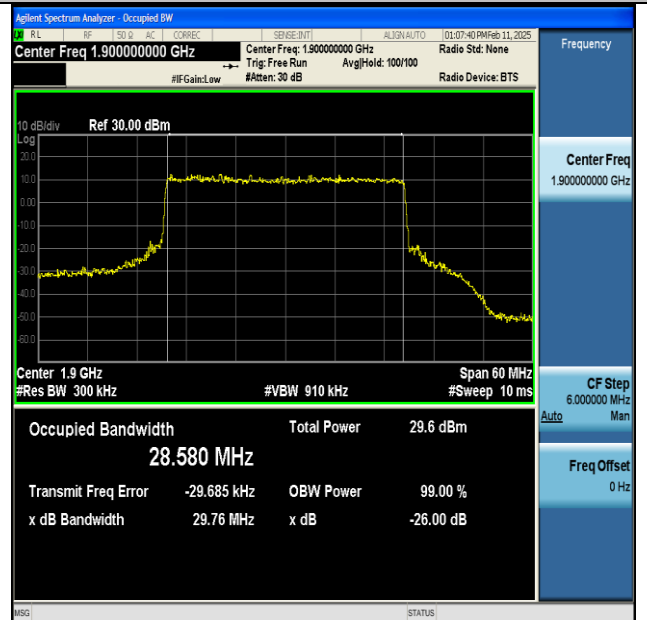 Agilent Spectrum Analyzer - Occupied BW
LXI RL RF 50 Ω AC CORREC SENSE:INT ALIGN AUTO 01:07:40 PM Feb 11, 2025
Center Freq 1.900000000 GHz
Center Freq: 1.900000000 GHz Radio Std: None
Trig: Free Run Avg|Hold: 100/100
#IFGain:Low #Atten: 30 dB Radio Device: BTS
Frequency
10 dB/div Ref 30.00 dBm
Log
20.0
10.0
0.00
-10.0
-20.0
-30.0
-40.0
-50.0
-60.0
Center 1.9 GHz Span 60 MHz
#Res BW 300 kHz #VBW 910 kHz #Sweep 10 ms
Occupied Bandwidth Total Power 29.6 dBm
28.580 MHz
Transmit Freq Error -29.685 kHz OBW Power 99.00 %
x dB Bandwidth 29.76 MHz x dB -26.00 dB
Center Freq
1.900000000 GHz
CF Step
6.000000 MHz
Auto Man
Freq Offset
0 Hz
MSG STATUS